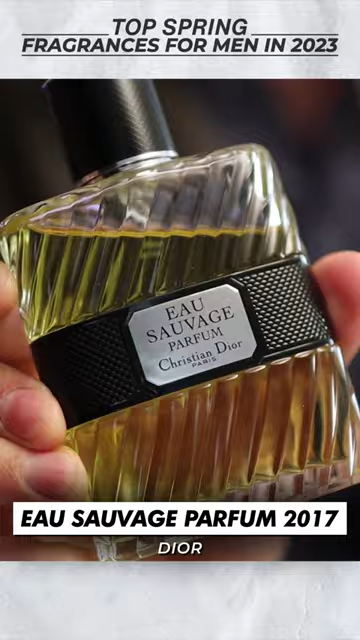 TOP SPRING
FRAGRANCES FOR MEN IN 2023
EAU
SAUVAGE
PARFUM
Christian Dior
PARIS
EAU SAUVAGE PARFUM 2017
DIOR